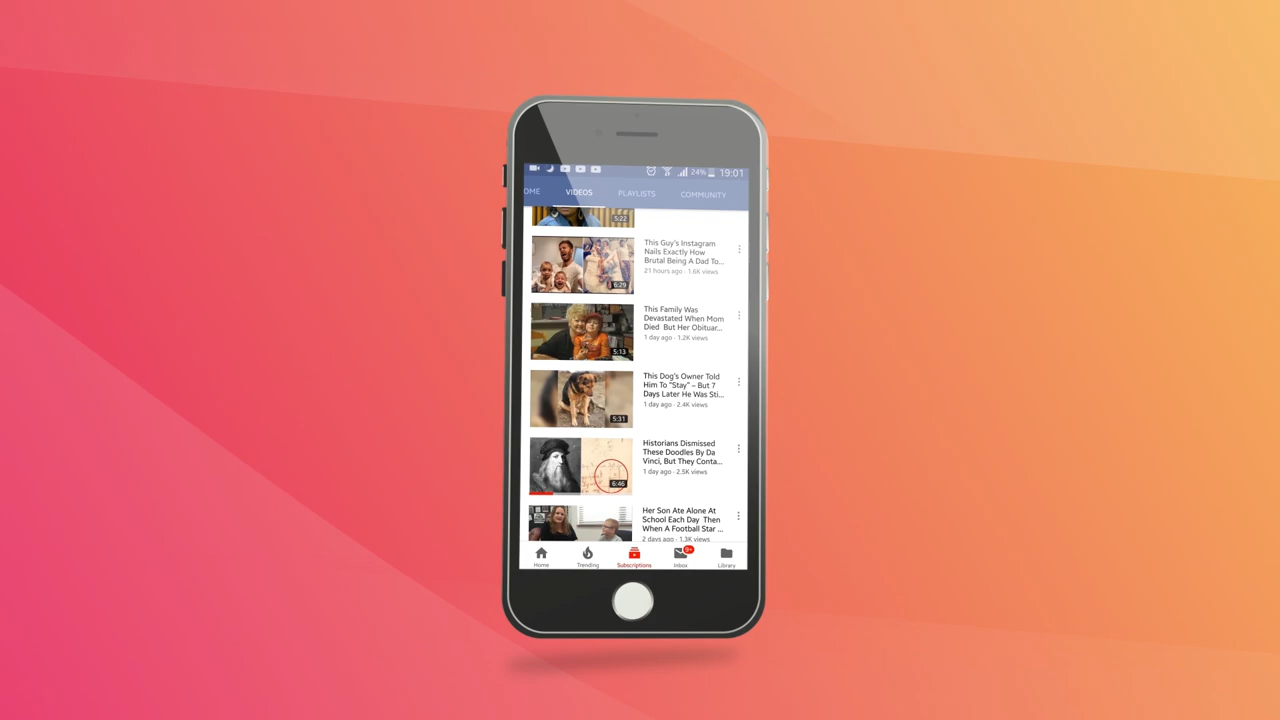 24% 19:01
OME VIDEOS PLAYLISTS COMMUNITY
5:22
This Guy's Instagram
Nails Exactly How
Brutal Being A Dad To...
21 hours ago · 1.6K views
6:29
This Family Was
Devastated When Mom
Died But Her Obituar...
1 day ago · 1.2K views
5:13
This Dog's Owner Told
Him To "Stay" – But 7
Days Later He Was Sti...
1 day ago · 2.4K views
5:31
Historians Dismissed
These Doodles By Da
Vinci, But They Conta...
1 day ago · 2.5K views
6:46
Her Son Ate Alone At
School Each Day Then
When A Football Star ...
2 days ago · 1.3K views
9+
Home Trending Subscriptions Inbox Library